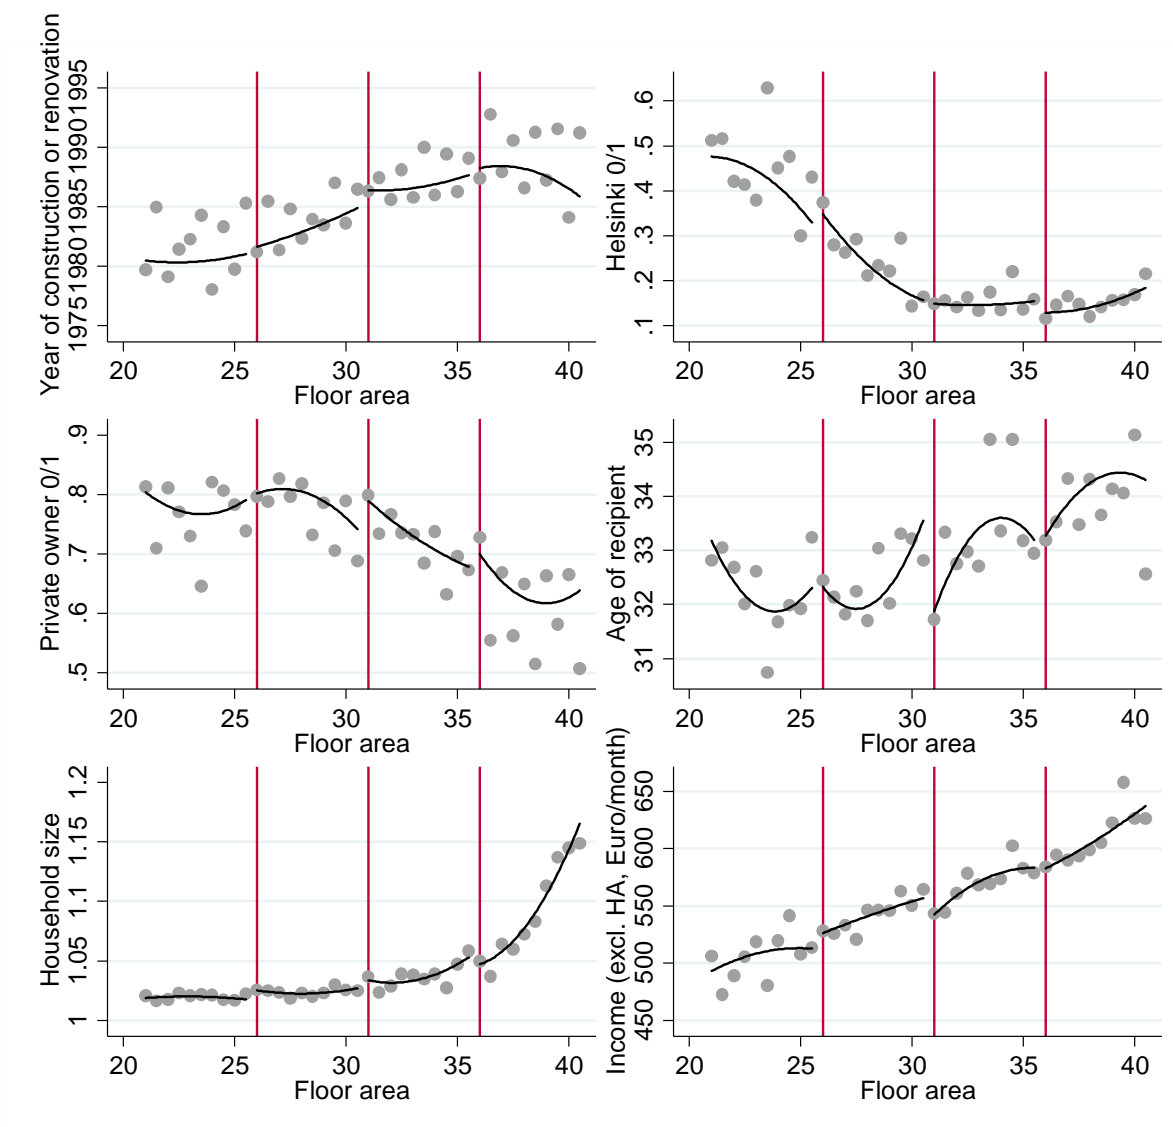 Year of construction or renovation
1975 1980 1985 1990 1995
20 25 30 35 40
Floor area
Helsinki 0/1
.1 .2 .3 .4 .5 .6
20 25 30 35 40
Floor area
Private owner 0/1
.5 .6 .7 .8 .9
20 25 30 35 40
Floor area
Age of recipient
31 32 33 34 35
20 25 30 35 40
Floor area
Household size
1 1.05 1.1 1.15 1.2
20 25 30 35 40
Floor area
Income (excl. HA, Euro/month)
450 500 550 600 650
20 25 30 35 40
Floor area